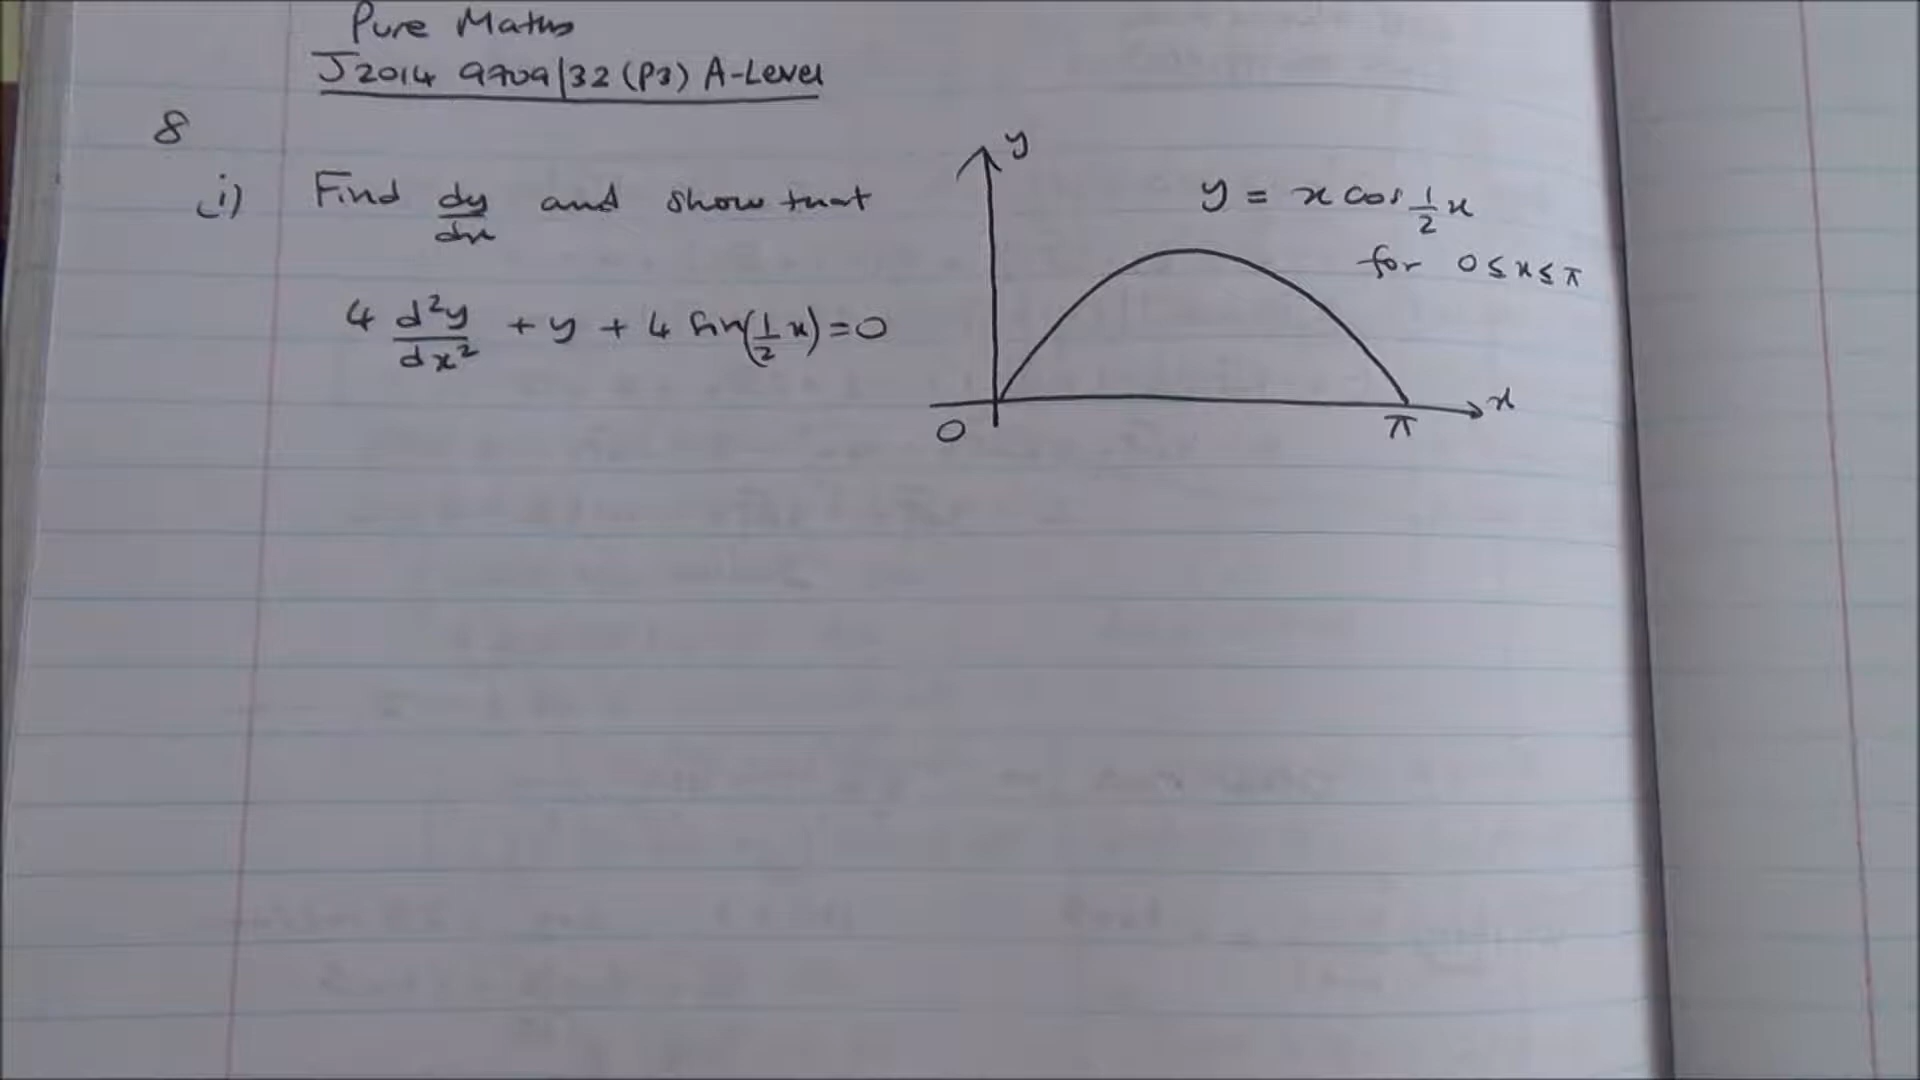 Pure Maths
J2014 9709/32 (P3) A-Level
8
(i) Find dy/dx and show that
4 d²y/dx² + y + 4 sin(1/2 x) = 0
y
y = x cos 1/2 x
for 0 ≤ x ≤ π
x
0
π